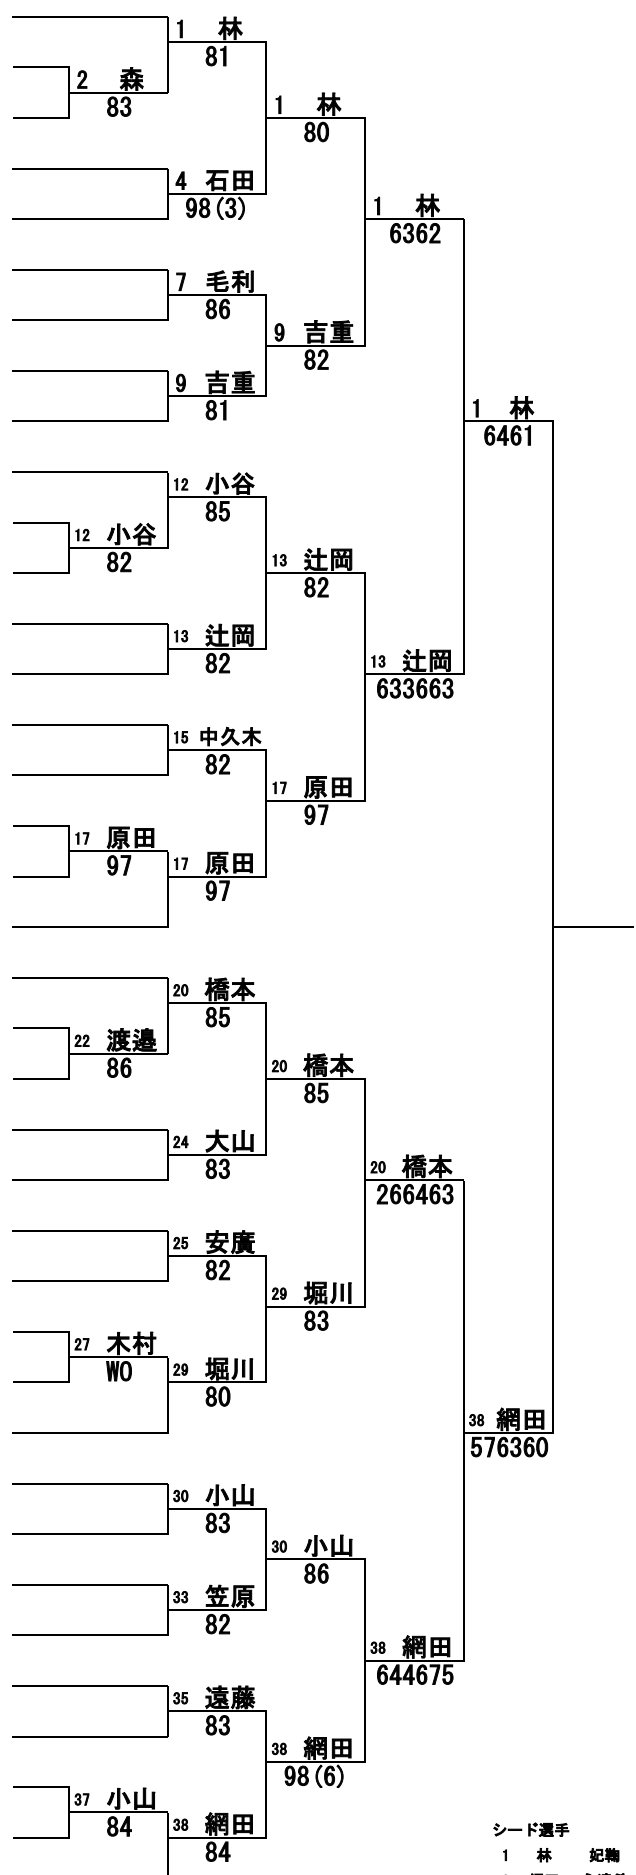 1 林
81
2 森
83
1 林
80
4 石田
98(3)
1 林
6362
7 毛利
86
9 吉重
82
9 吉重
81
1 林
6461
12 小谷
85
12 小谷
82
13 辻岡
82
13 辻岡
82
13 辻岡
633663
15 中久木
82
17 原田
97
17 原田
97
17 原田
97
20 橋本
85
22 渡邉
86
20 橋本
85
24 大山
83
20 橋本
266463
25 安廣
82
29 堀川
83
27 木村
WO
29 堀川
80
38 網田
576360
30 小山
83
30 小山
86
33 笠原
82
38 網田
644675
35 遠藤
83
38 網田
98(6)
37 小山
84
38 網田
84
シード選手
1 林 妃鞠